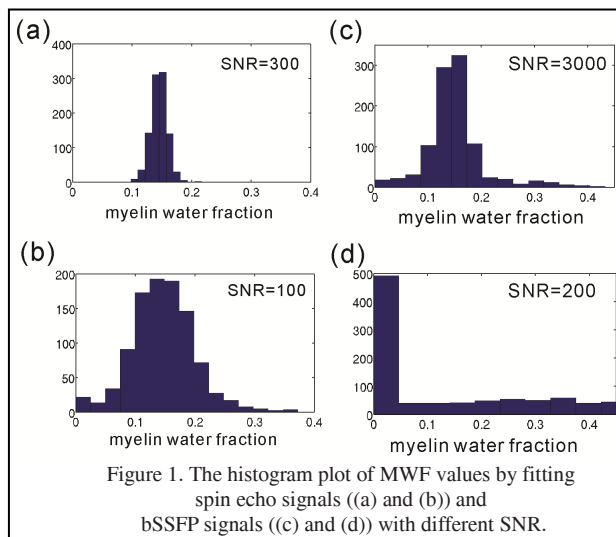 (a)
400
300
200
100
0
SNR=300
0 0.1 0.2 0.3 0.4
myelin water fraction
(c)
300
200
100
0
SNR=3000
0 0.1 0.2 0.3 0.4
myelin water fraction
(b)
200
150
100
50
0
SNR=100
0 0.1 0.2 0.3 0.4
myelin water fraction
(d)
500
400
300
200
100
0
SNR=200
0 0.1 0.2 0.3 0.4
myelin water fraction
Figure 1. The histogram plot of MWF values by fitting
spin echo signals ((a) and (b)) and
bSSFP signals ((c) and (d)) with different SNR.